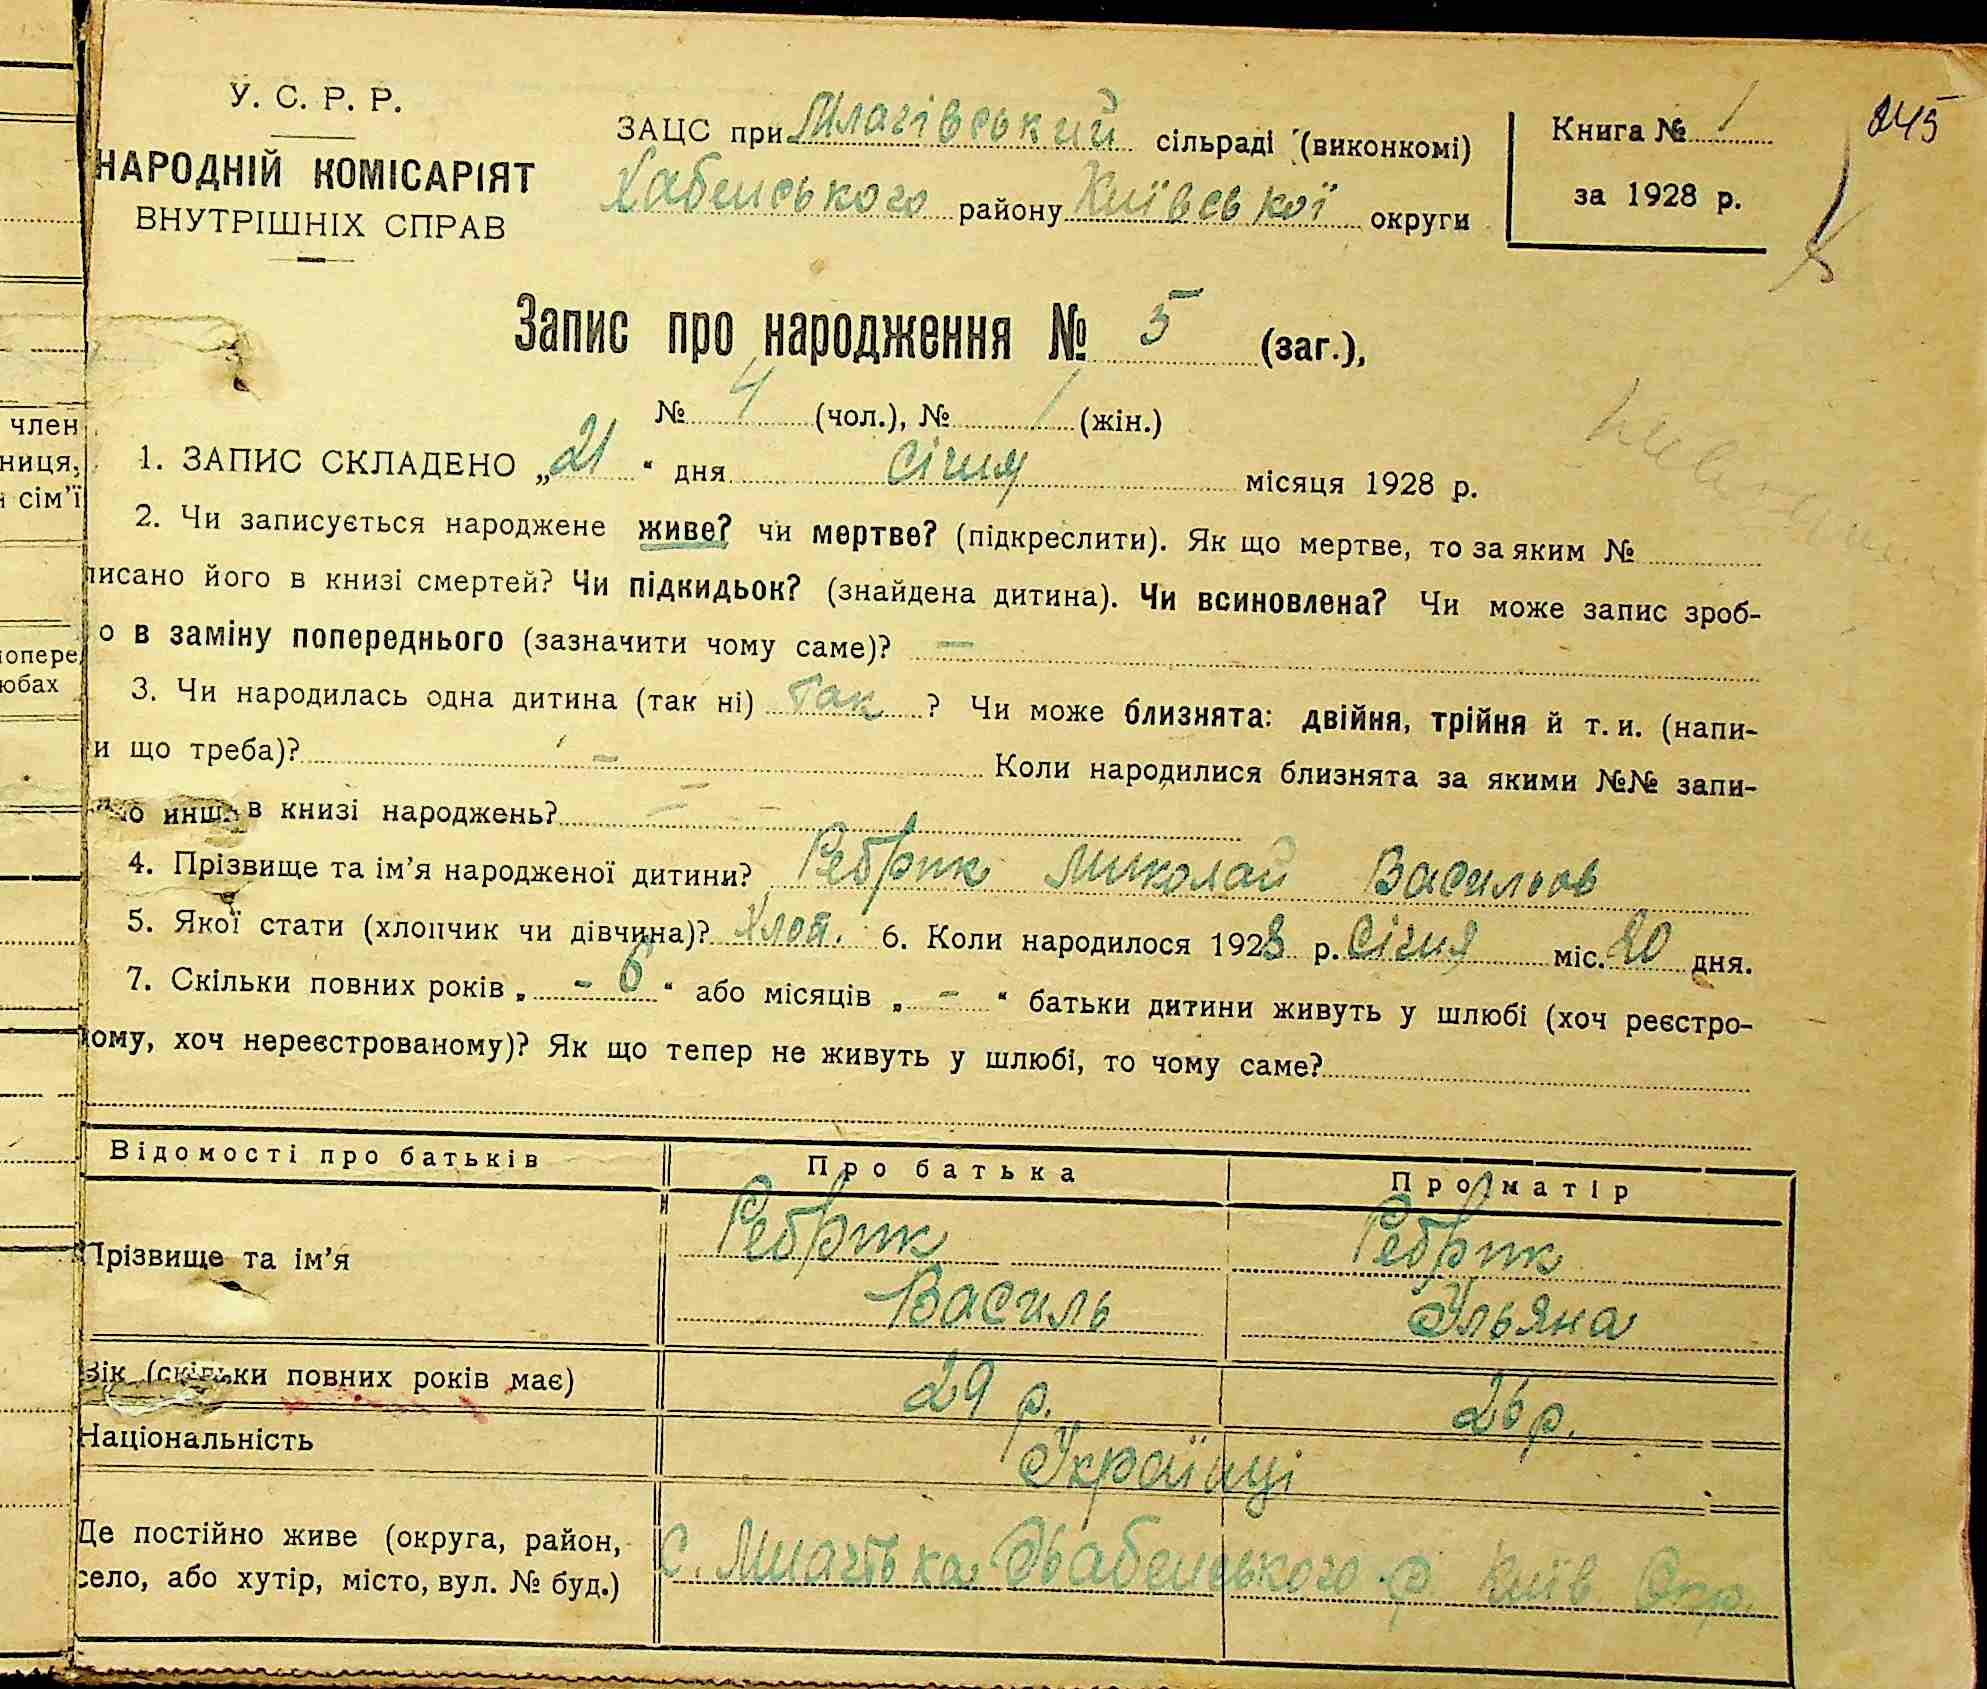 У. С. Р. Р.
НАРОДНІЙ КОМІСАРІЯТ
ВНУТРІШНІХ СПРАВ
ЗАЦС при Млачівський сільраді (виконкомі)
Хабенського району Київської округи
Книга № 1
за 1928 р.
245
Запис про народження № 5 (заг.),
№ 4 (чол.), № / (жін.)
1. ЗАПИС СКЛАДЕНО „21“ дня Січня місяця 1928 р.
2. Чи записується народжене живе? чи мертве? (підкреслити). Як що мертве, то за яким №
писано його в книзі смертей? Чи підкидьок? (знайдена дитина). Чи всиновлена? Чи може запис зроб-
о в заміну попереднього (зазначити чому саме)? —
3. Чи народилась одна дитина (так ні) так ? Чи може близнята: двійня, трійня й т. и. (напи-
и що треба)? – Коли народилися близнята за якими №№ запи-
о инш. в книзі народжень?
4. Прізвище та ім’я народженої дитини? Ребрик Миколай Васильов
5. Якої стати (хлопчик чи дівчина)? Хлоп. 6. Коли народилося 1928 р. Січня міс. 20 дня.
7. Скільки повних років „ - 6 “ або місяців „ - “ батьки дитини живуть у шлюбі (хоч реєстро-
ому, хоч нереєстрованому)? Як що тепер не живуть у шлюбі, то чому саме?
Відомості про батьків Про батька Про матір
Прізвище та ім’я Ребрик Ребрик
Василь Ульяна
Вік (скільки повних років має) 29 р. 26 р.
Національність Українці
Де постійно живе (округа, район, село, або хутір, місто, вул. № буд.) с. Млачівка Хабенського р. Київ Окр.
член
ниця,
сім’ї
попере
юбах